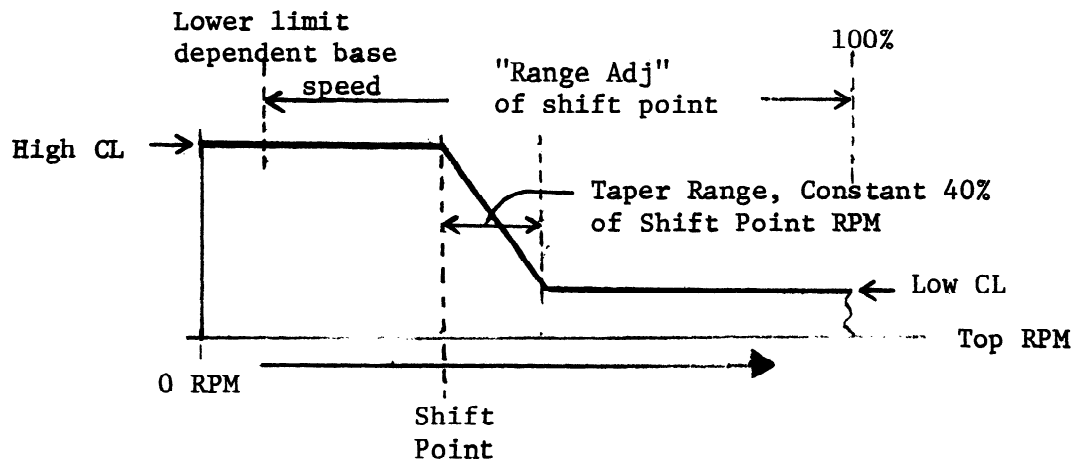 Lower limit
dependent base
speed
100%
"Range Adj"
of shift point
High CL
Taper Range, Constant 40%
of Shift Point RPM
Low CL
Top RPM
0 RPM
Shift
Point